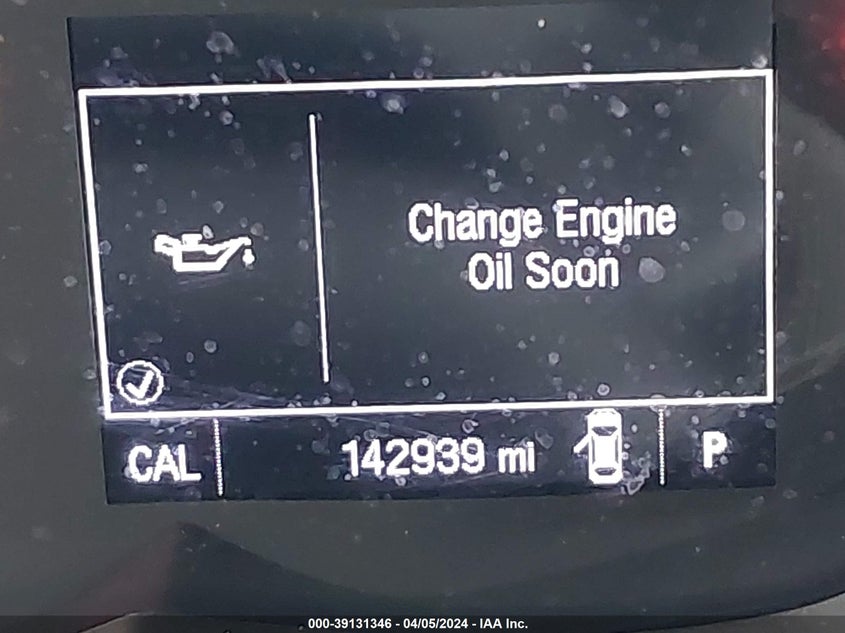 Change Engine
Oil Soon
CAL
142939 mi
P
000-39131346 - 04/05/2024 - IAA Inc.